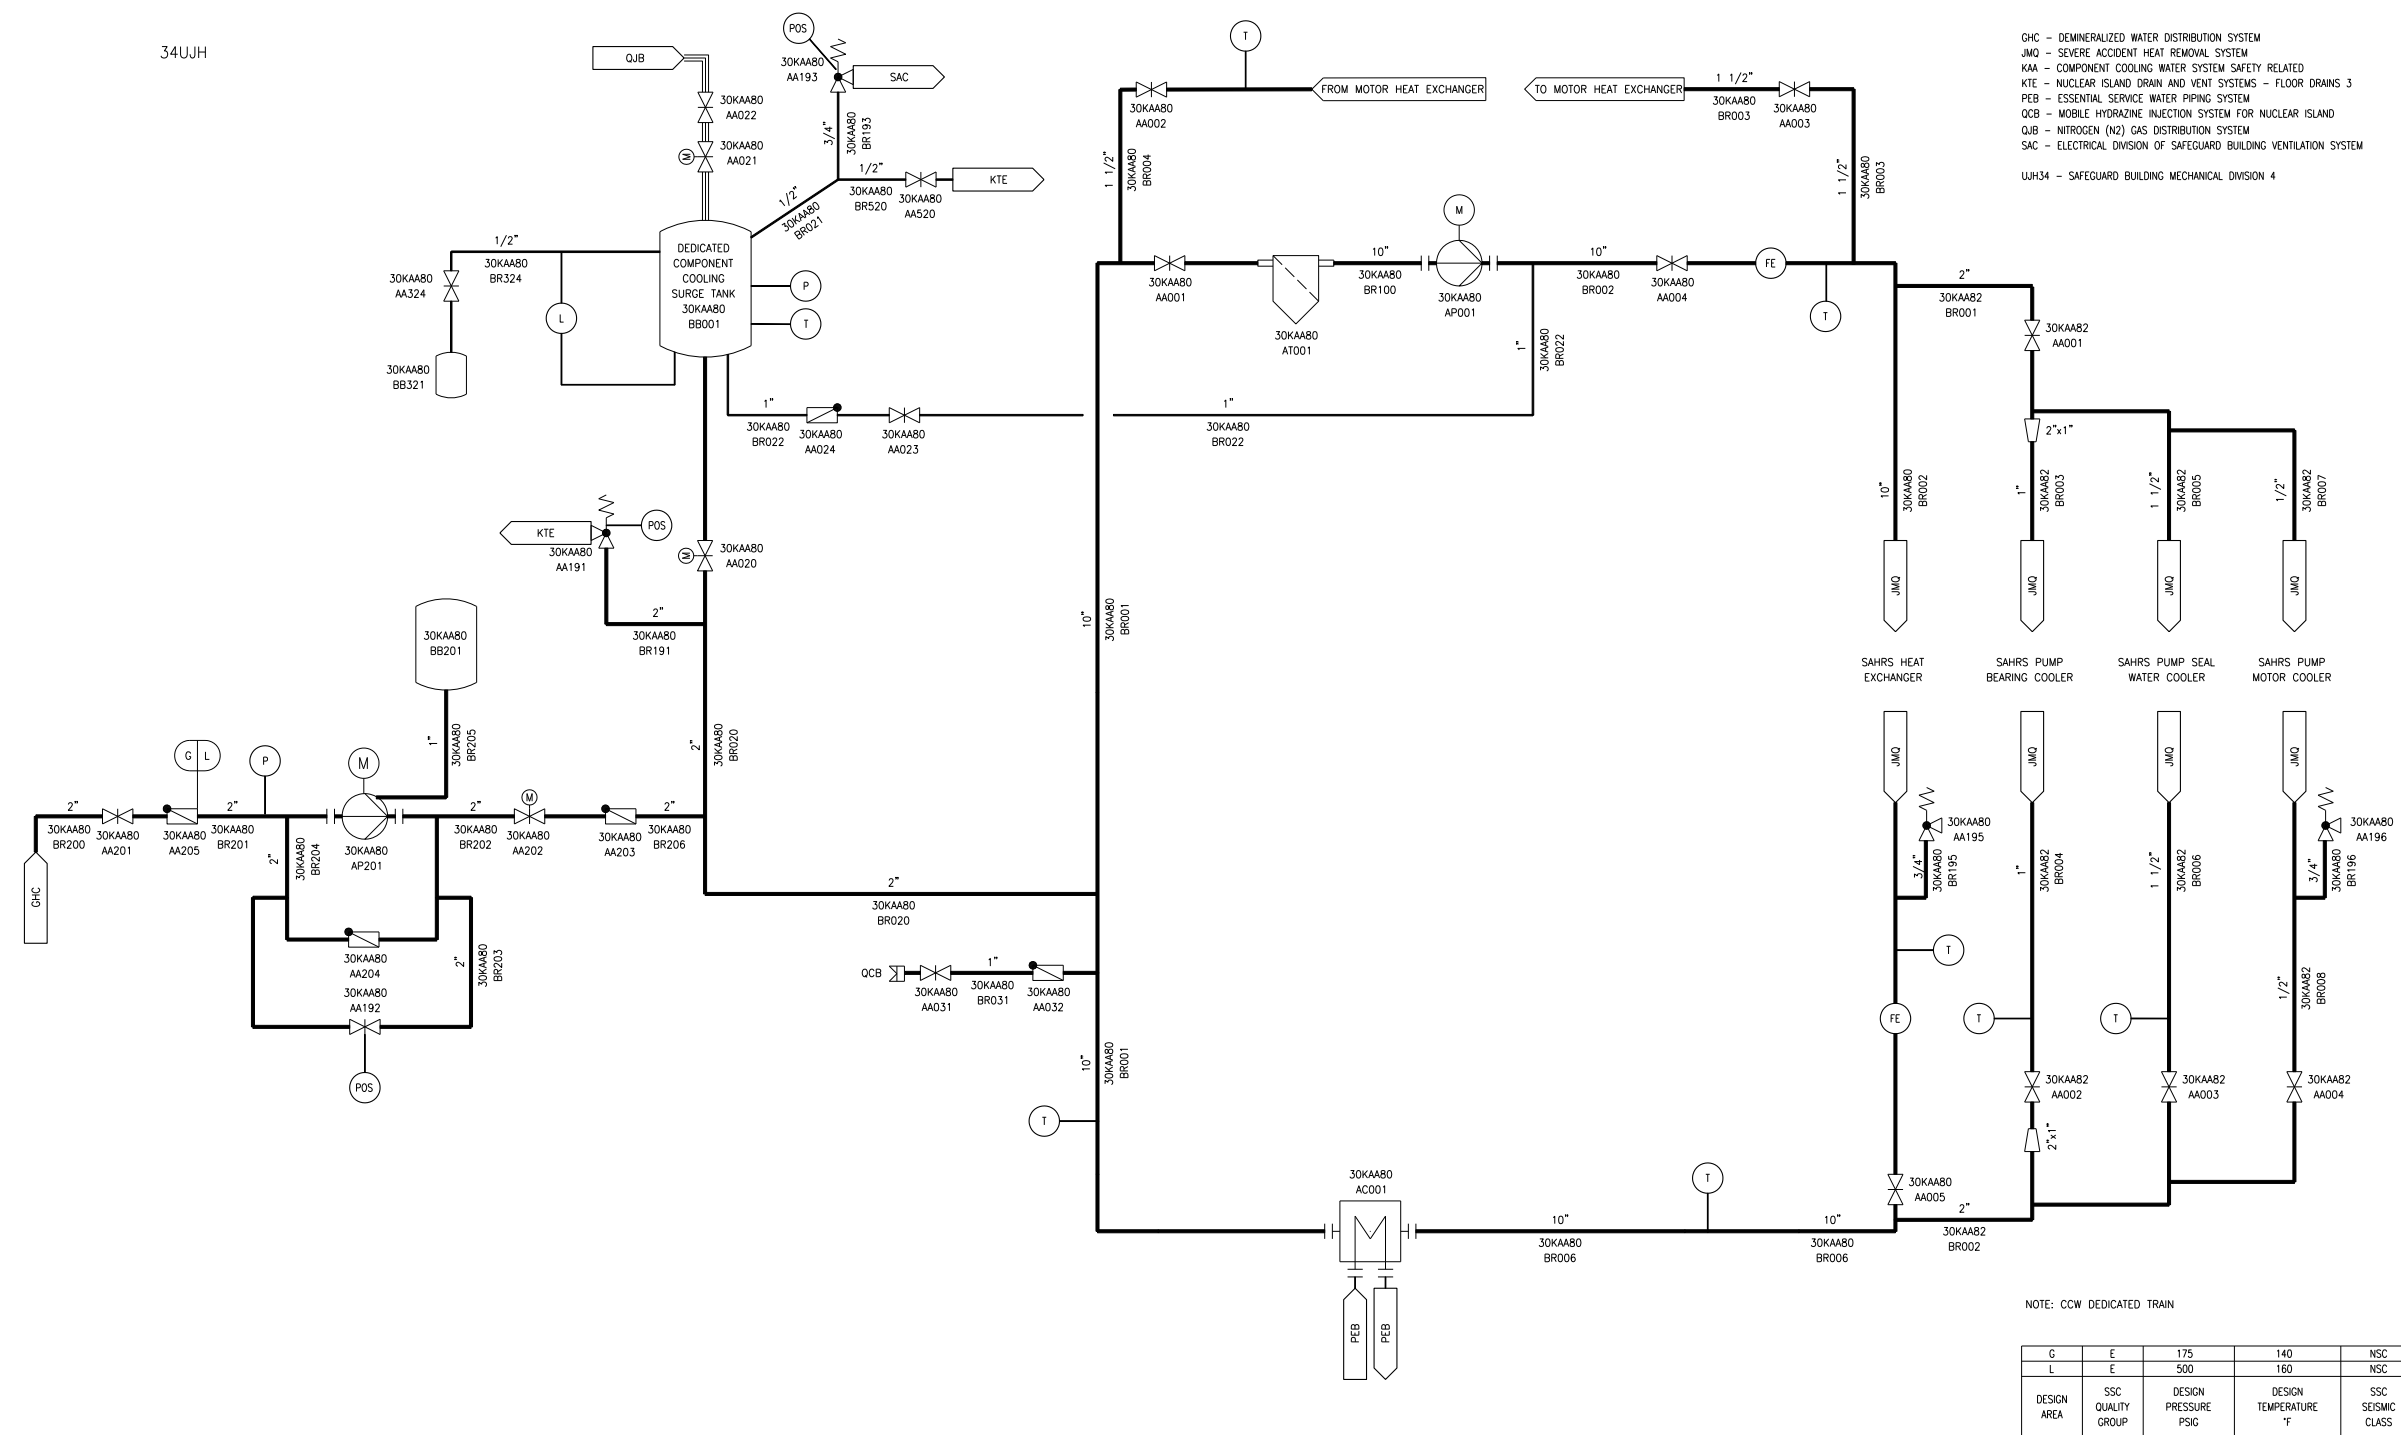 34UJH
GHC – DEMINERALIZED WATER DISTRIBUTION SYSTEM
JMQ – SEVERE ACCIDENT HEAT REMOVAL SYSTEM
KAA – COMPONENT COOLING WATER SYSTEM SAFETY RELATED
KTE – NUCLEAR ISLAND DRAIN AND VENT SYSTEMS – FLOOR DRAINS 3
PEB – ESSENTIAL SERVICE WATER PIPING SYSTEM
QCB – MOBILE HYDRAZINE INJECTION SYSTEM FOR NUCLEAR ISLAND
QJB – NITROGEN (N2) GAS DISTRIBUTION SYSTEM
SAC – ELECTRICAL DIVISION OF SAFEGUARD BUILDING VENTILATION SYSTEM
UJH34 – SAFEGUARD BUILDING MECHANICAL DIVISION 4
QJB
30KAA80
AA022
M
30KAA80
AA021
POS
30KAA80
AA193
SAC
3/4"
30KAA80
BR193
1/2"
30KAA80
BR520
30KAA80
AA520
KTE
1/2"
30KAA80
BR021
DEDICATED
COMPONENT
COOLING
SURGE TANK
30KAA80
BB001
P
T
1/2"
30KAA80
BR324
30KAA80
AA324
L
30KAA80
BB321
1"
30KAA80
BR022
30KAA80
AA024
30KAA80
AA023
1"
30KAA80
BR022
1"
30KAA80
BR022
T
30KAA80
AA002
FROM MOTOR HEAT EXCHANGER
TO MOTOR HEAT EXCHANGER
1 1/2"
30KAA80
BR003
30KAA80
AA003
1 1/2"
30KAA80
BR004
1 1/2"
30KAA80
BR003
30KAA80
AA001
30KAA80
AT001
10"
30KAA80
BR100
M
30KAA80
AP001
10"
30KAA80
BR002
30KAA80
AA004
FE
T
2"
30KAA82
BR001
30KAA82
AA001
2"x1"
10"
30KAA80
BR002
1"
30KAA82
BR003
1 1/2"
30KAA82
BR005
1/2"
30KAA82
BR007
JMQ
JMQ
JMQ
JMQ
SAHRS HEAT
EXCHANGER
SAHRS PUMP
BEARING COOLER
SAHRS PUMP SEAL
WATER COOLER
SAHRS PUMP
MOTOR COOLER
JMQ
JMQ
JMQ
JMQ
KTE
POS
30KAA80
AA191
M
30KAA80
AA020
2"
30KAA80
BR191
10"
30KAA80
BR001
30KAA80
BB201
1"
30KAA80
BR205
2"
30KAA80
BR020
G
L
P
M
2"
30KAA80
BR200
30KAA80
AA201
30KAA80
AA205
2"
30KAA80
BR201
30KAA80
AP201
2"
30KAA80
BR202
M
30KAA80
AA202
30KAA80
AA203
30KAA80
BR206
GHC
2"
30KAA80
BR204
30KAA80
AA204
2"
30KAA80
BR203
30KAA80
AA192
POS
2"
30KAA80
BR020
QCB
30KAA80
AA031
1"
30KAA80
BR031
30KAA80
AA032
10"
30KAA80
BR001
T
30KAA80
AA195
3/4"
30KAA80
BR195
T
FE
1"
30KAA82
BR004
T
1 1/2"
30KAA82
BR006
T
30KAA80
AA196
3/4"
30KAA80
BR196
1/2"
30KAA82
BR008
30KAA82
AA002
30KAA82
AA003
30KAA82
AA004
2"x1"
30KAA80
AA005
2"
30KAA82
BR002
30KAA80
AC001
T
10"
30KAA80
BR006
10"
30KAA80
BR006
PEB
PEB
NOTE: CCW DEDICATED TRAIN
G E 175 140 NSC
L E 500 160 NSC
DESIGN
AREA
SSC
QUALITY
GROUP
DESIGN
PRESSURE
PSIG
DESIGN
TEMPERATURE
°F
SSC
SEISMIC
CLASS